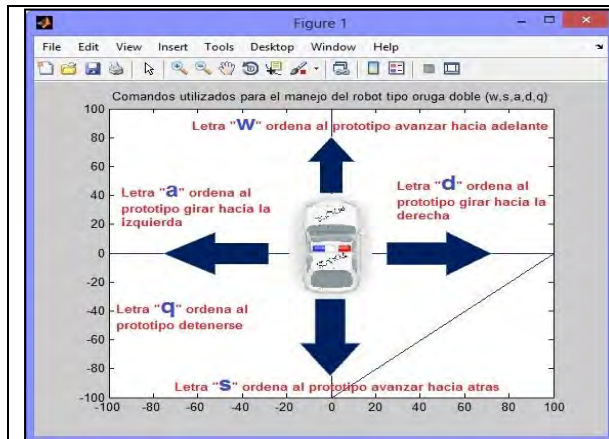 Figure 1
File Edit View Insert Tools Desktop Window Help
Comandos utilizados para el manejo del robot tipo oruga doble (w,s,a,d,q)
Letra "w" ordena al prototipo avanzar hacia adelante
Letra "a" ordena al
prototipo girar hacia la
izquierda
Letra "d" ordena al
prototipo girar hacia la
derecha
Letra "q" ordena al
prototipo detenerse
Letra "s" ordena al prototipo avanzar hacia atras
100
80
60
40
20
0
-20
-40
-60
-80
-100
-100 -80 -60 -40 -20 0 20 40 60 80 100